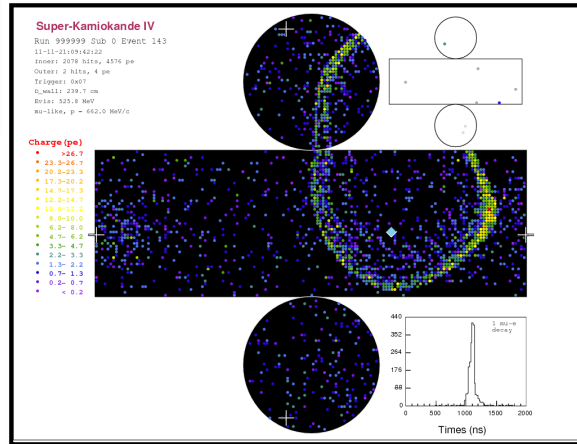 Super-Kamiokande IV
Run 999999 Sub 0 Event 143
11-11-21:09:42:22
Inner: 2078 hits, 4576 pe
Outer: 2 hits, 4 pe
Trigger: 0x07
D_wall: 239.7 cm
Evis: 525.8 MeV
mu-like, p = 662.0 MeV/c
Charge(pe)
>26.7
23.3-26.7
20.2-23.3
17.3-20.2
14.7-17.3
12.2-14.7
10.0-12.2
8.0-10.0
6.2- 8.0
4.7- 6.2
3.3- 4.7
2.2- 3.3
1.3- 2.2
0.7- 1.3
0.2- 0.7
< 0.2
1 mu-e
decay
440
352
264
176
88
0
0 500 1000 1500 2000
Times (ns)